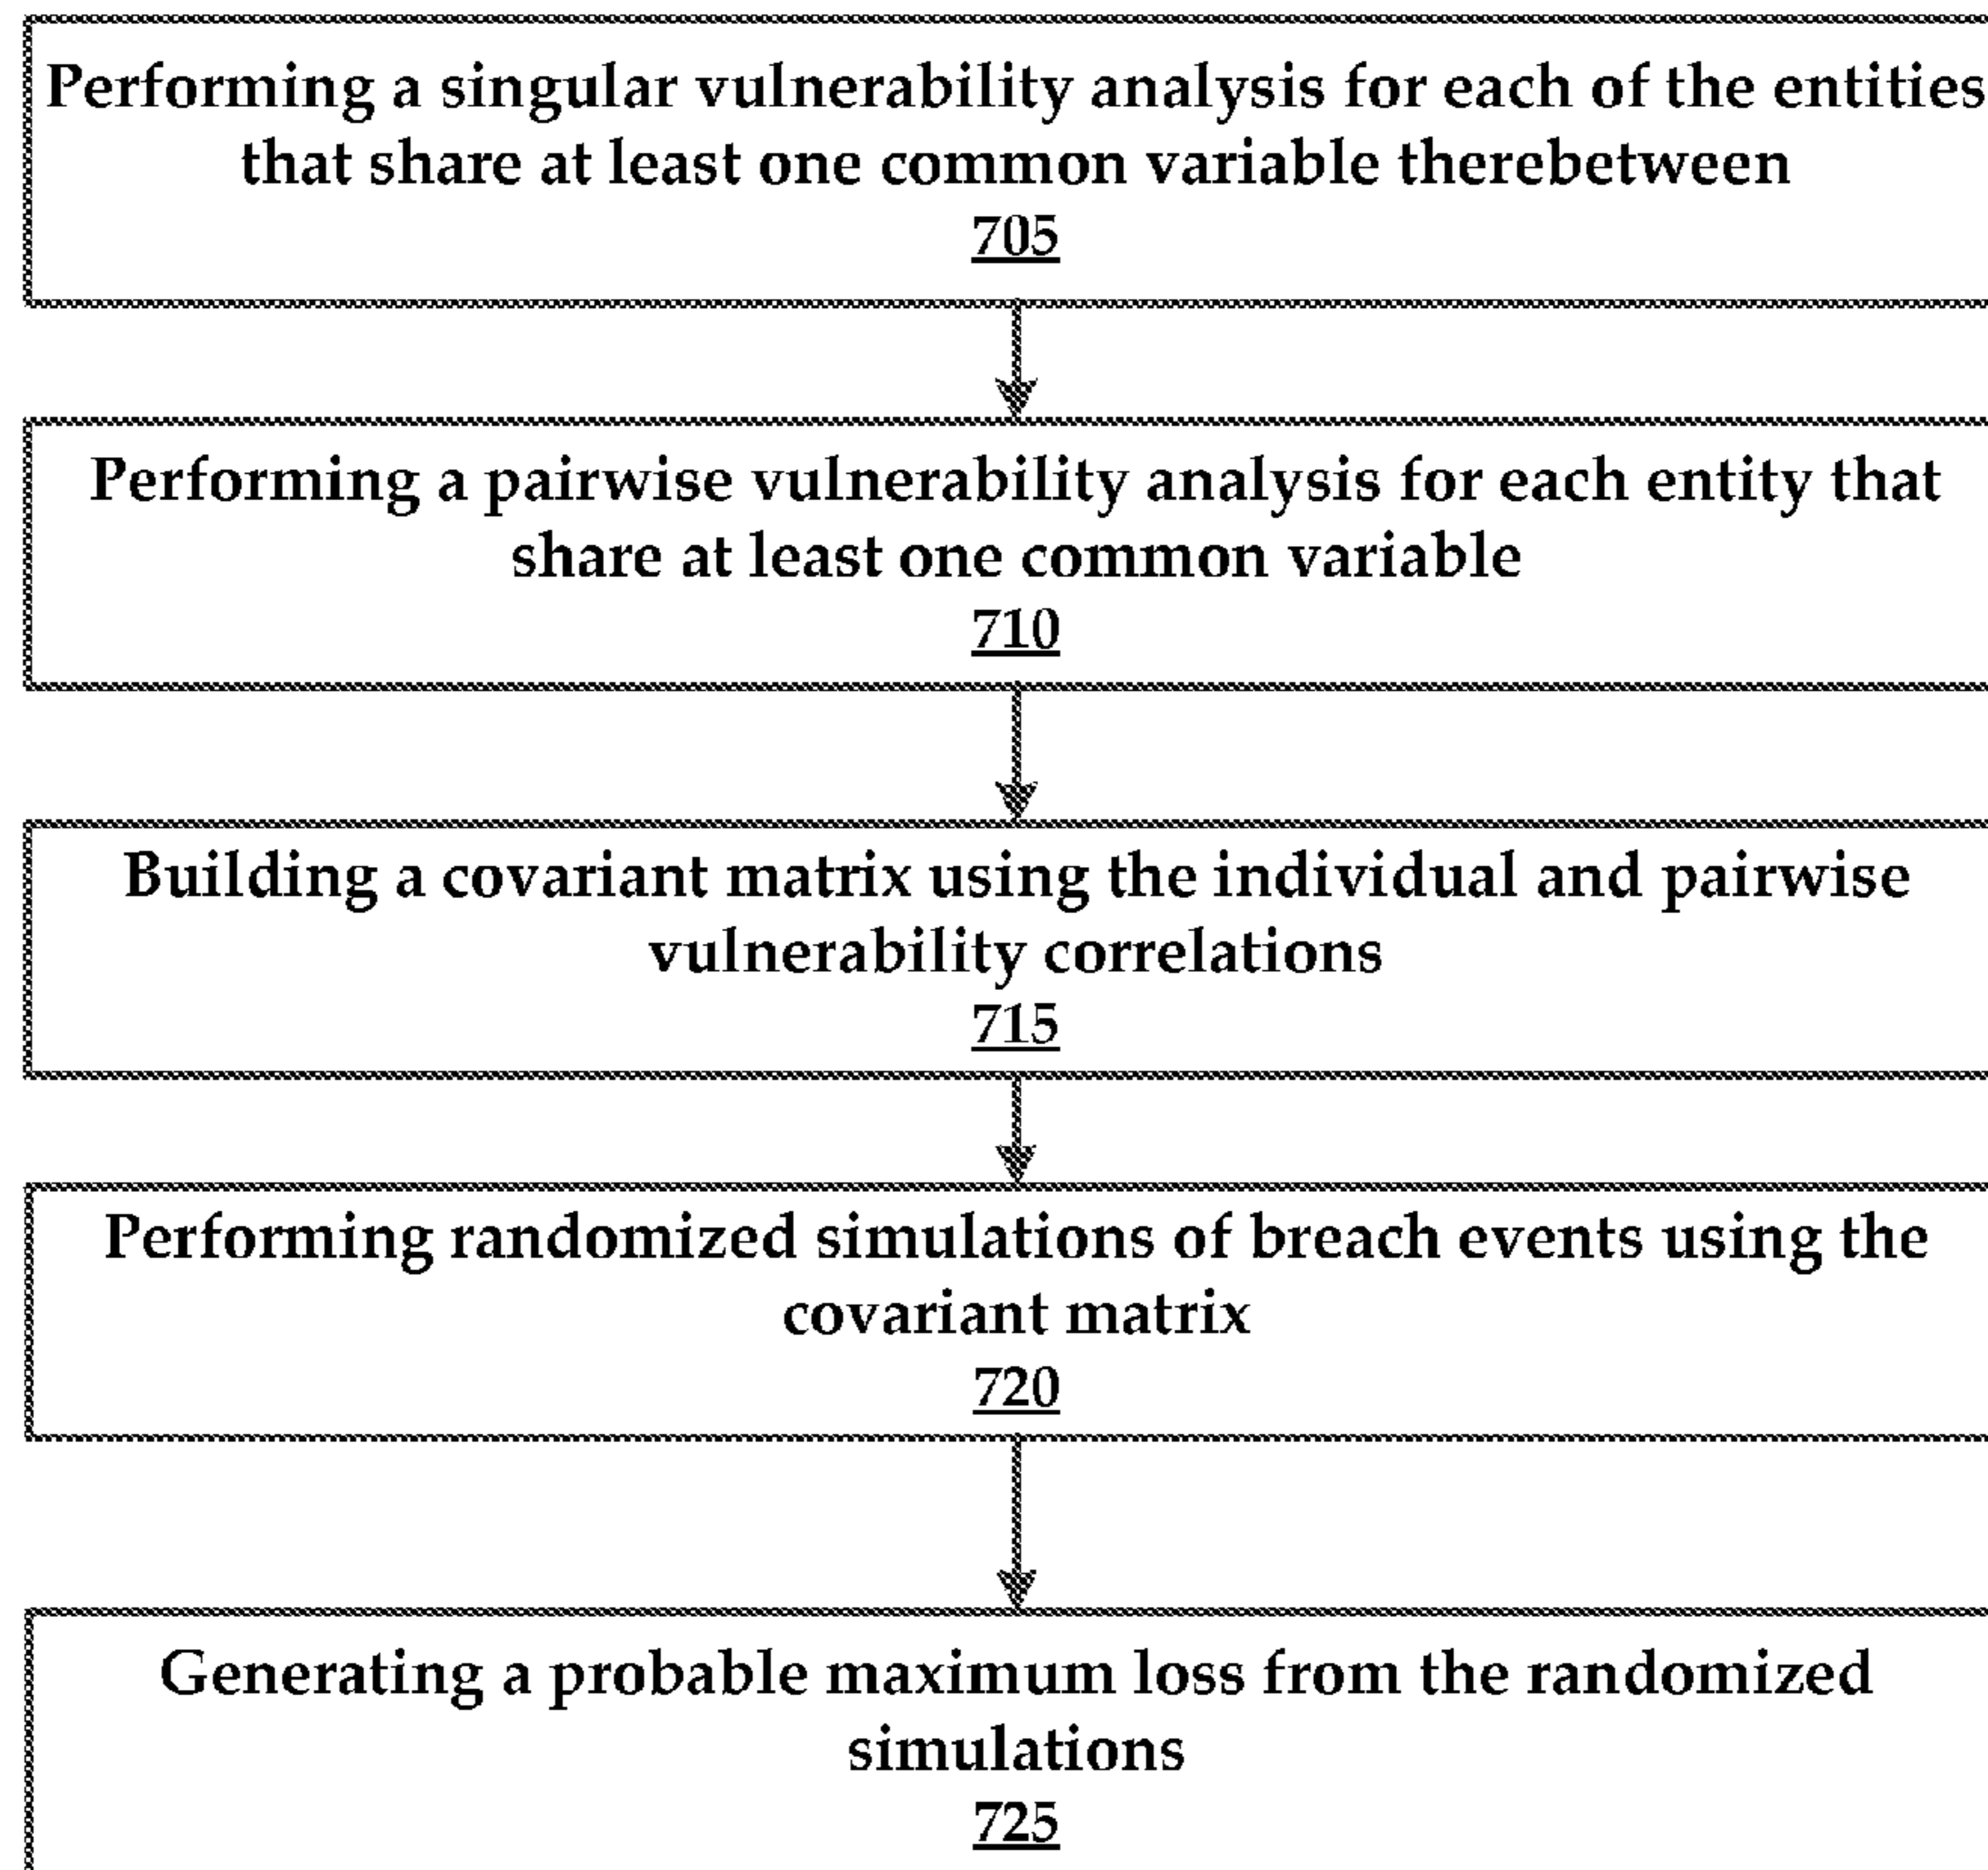 Performing a singular vulnerability analysis for each of the entities
that share at least one common variable therebetween
705
Performing a pairwise vulnerability analysis for each entity that
share at least one common variable
710
Building a covariant matrix using the individual and pairwise
vulnerability correlations
715
Performing randomized simulations of breach events using the
covariant matrix
720
Generating a probable maximum loss from the randomized
simulations
725